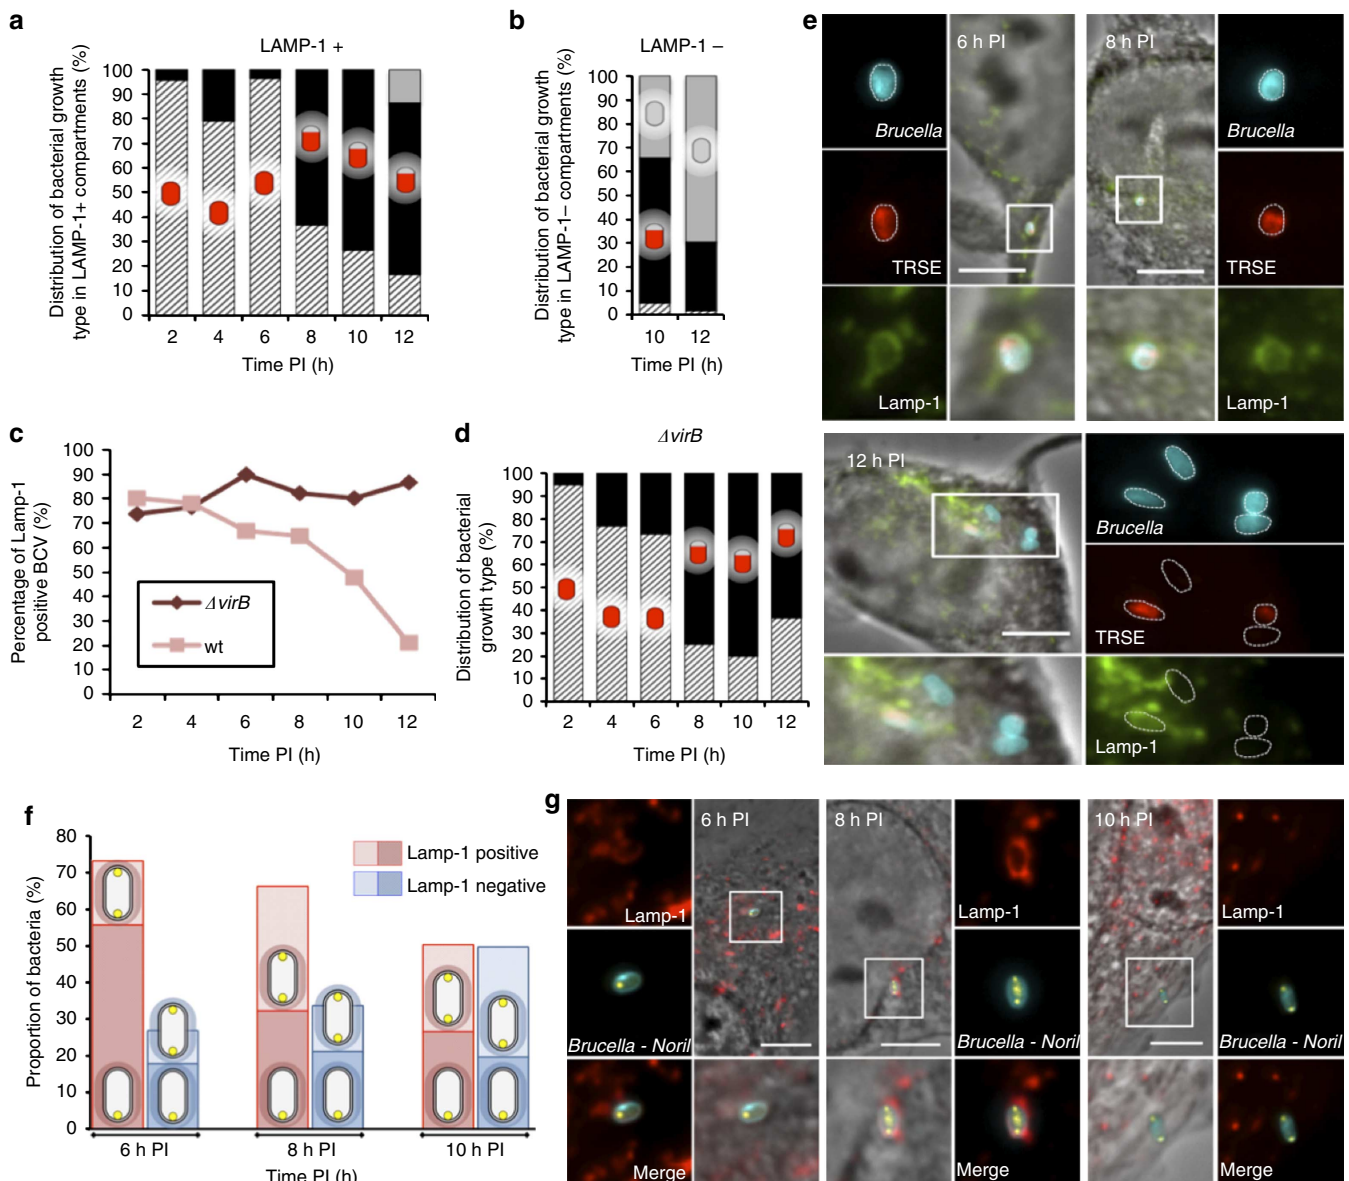 a
LAMP-1 +
Distribution of bacterial growth
type in LAMP-1+ compartments (%)
100
90
80
70
60
50
40
30
20
10
0
2 4 6 8 10 12
Time PI (h)
b
LAMP-1 –
Distribution of bacterial growth
type in LAMP-1– compartments (%)
100
90
80
70
60
50
40
30
20
10
0
10 12
Time PI (h)
c
Percentage of Lamp-1
positive BCV (%)
100
90
80
70
60
50
40
30
20
10
0
ΔvirB
wt
2 4 6 8 10 12
Time PI (h)
d
ΔvirB
Distribution of bacterial
growth type (%)
100
90
80
70
60
50
40
30
20
10
0
2 4 6 8 10 12
Time PI (h)
e
6 h PI
8 h PI
Brucella
Brucella
TRSE
TRSE
Lamp-1
Lamp-1
12 h PI
Brucella
TRSE
Lamp-1
f
Proportion of bacteria (%)
80
70
60
50
40
30
20
10
0
Lamp-1 positive
Lamp-1 negative
6 h PI 8 h PI 10 h PI
Time PI (h)
g
6 h PI
8 h PI
10 h PI
Lamp-1
Lamp-1
Lamp-1
Brucella - Noril
Brucella - Noril
Brucella - Noril
Merge
Merge
Merge